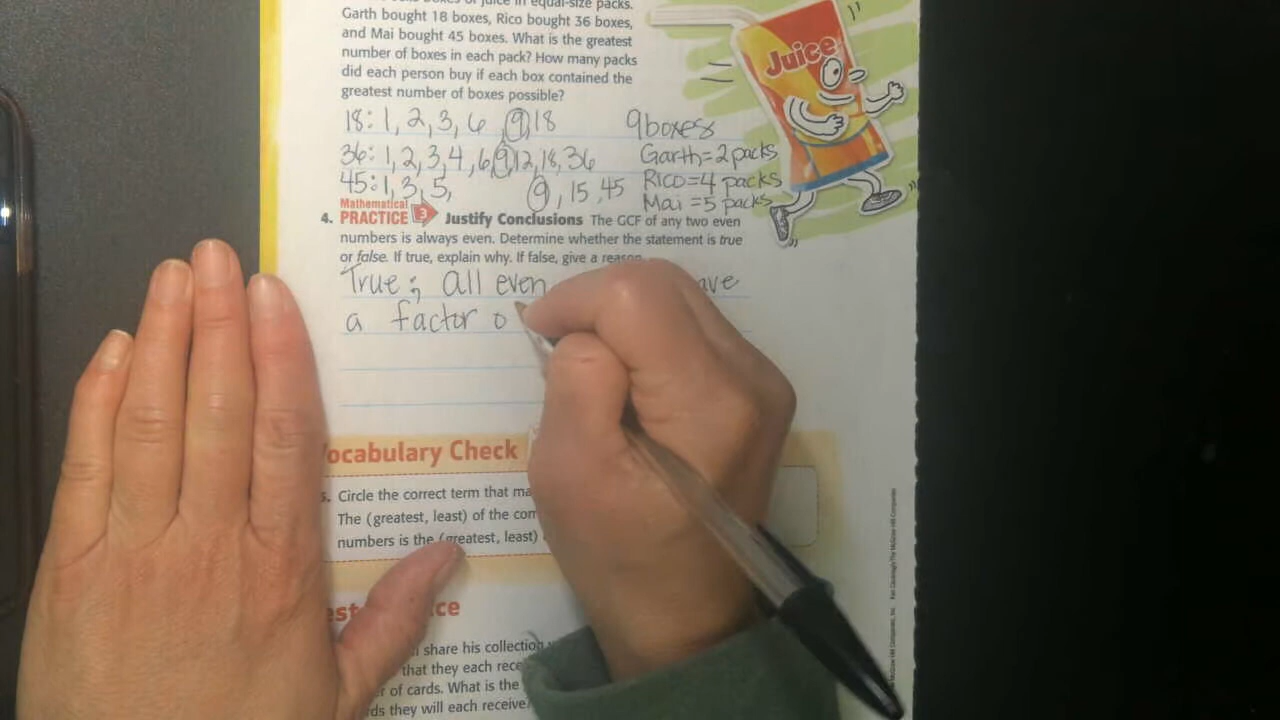 of juice in equal-size packs.
Garth bought 18 boxes, Rico bought 36 boxes,
and Mai bought 45 boxes. What is the greatest
number of boxes in each pack? How many packs
did each person buy if each box contained the
greatest number of boxes possible?
Juice
18: 1, 2, 3, 6, 9, 18
9 boxes
36: 1, 2, 3, 4, 6, 9, 12, 18, 36
Garth = 2 packs
45: 1, 3, 5, 9, 15, 45
Rico = 4 packs
Mai = 5 packs
4. Mathematical
PRACTICE 3 Justify Conclusions The GCF of any two even
numbers is always even. Determine whether the statement is true
or false. If true, explain why. If false, give a reason.
True; all even
a factor o
Vocabulary Check
5. Circle the correct term that
The (greatest, least) of the
numbers is the (greatest, least)
share his collection
that they each
of cards. What is the
they will each receive?